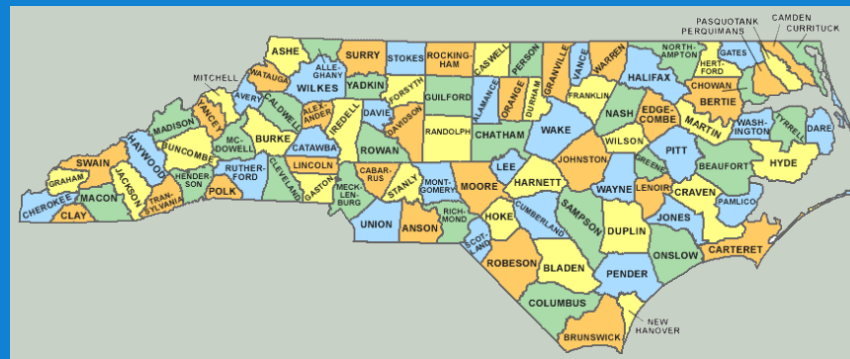 PASQUOTANK
CAMDEN
PERQUIMANS
CURRITUCK
ASHE
ALLE-
GHANY
SURRY
STOKES
ROCKING-
HAM
CASWELL
PERSON
GRANVILLE
VANCE
WARREN
NORTH-
AMPTON
HERT-
FORD
GATES
MITCHELL
WATAUGA
WILKES
YADKIN
FORSYTH
GUILFORD
ALAMANCE
ORANGE
DURHAM
FRANKLIN
HALIFAX
CHOWAN
BERTIE
AVERY
CALDWELL
ALEX-
ANDER
IREDELL
DAVIE
DAVIDSON
RANDOLPH
CHATHAM
WAKE
NASH
EDGE-
COMBE
MARTIN
WASH-
INGTON
TYRRELL
DARE
MADISON
YANCEY
MC-
DOWELL
BURKE
CATAWBA
ROWAN
WILSON
PITT
BEAUFORT
HYDE
SWAIN
HAYWOOD
BUNCOMBE
RUTHER-
FORD
CLEVELAND
LINCOLN
GASTON
CABAR-
RUS
STANLY
MONT-
GOMERY
MOORE
LEE
HARNETT
JOHNSTON
WAYNE
GREENE
LENOIR
CRAVEN
PAMLICO
GRAHAM
CHEROKEE
CLAY
MACON
JACKSON
TRAN-
SYLVANIA
HENDER-
SON
POLK
MECK-
LEN-
BURG
UNION
ANSON
RICH-
MOND
SCOT-
LAND
HOKE
CUMBERLAND
SAMPSON
DUPLIN
JONES
CARTERET
ONSLOW
ROBESON
BLADEN
PENDER
COLUMBUS
BRUNSWICK
NEW
HANOVER